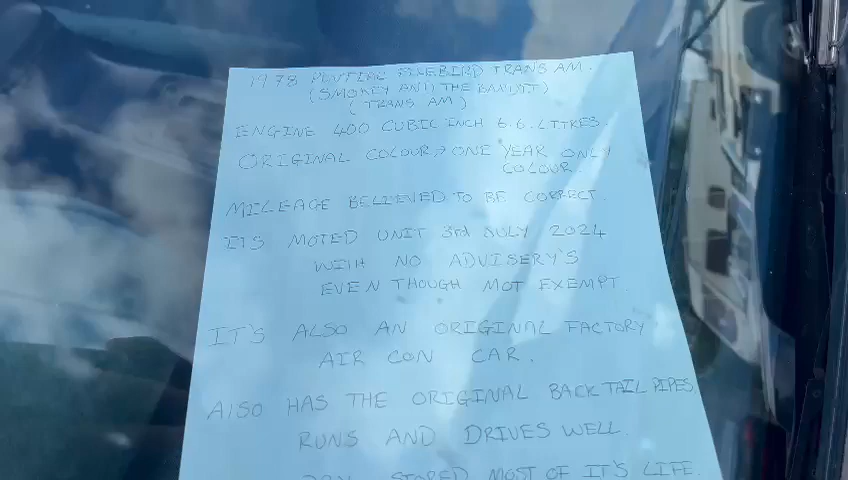 1978 PONTIAC FIREBIRD TRANS AM.
(SMOKEY AND THE BANDIT)
(TRANS AM)
ENGINE 400 CUBIC INCH 6.6. LITRES.
ORIGINAL COLOUR → ONE YEAR ONLY
COLOUR.
MILEAGE BELIEVED TO BE CORRECT.
IT'S MOTED UNIT 3rd JULY 2024
WITH NO ADVISERY'S
EVEN THOUGH MOT EXEMPT.
IT'S ALSO AN ORIGINAL FACTORY
AIR CON CAR.
ALSO HAS THE ORIGINAL BACK TAIL PIPES.
RUNS AND DRIVES WELL.
DRY STORED MOST OF IT'S LIFE.